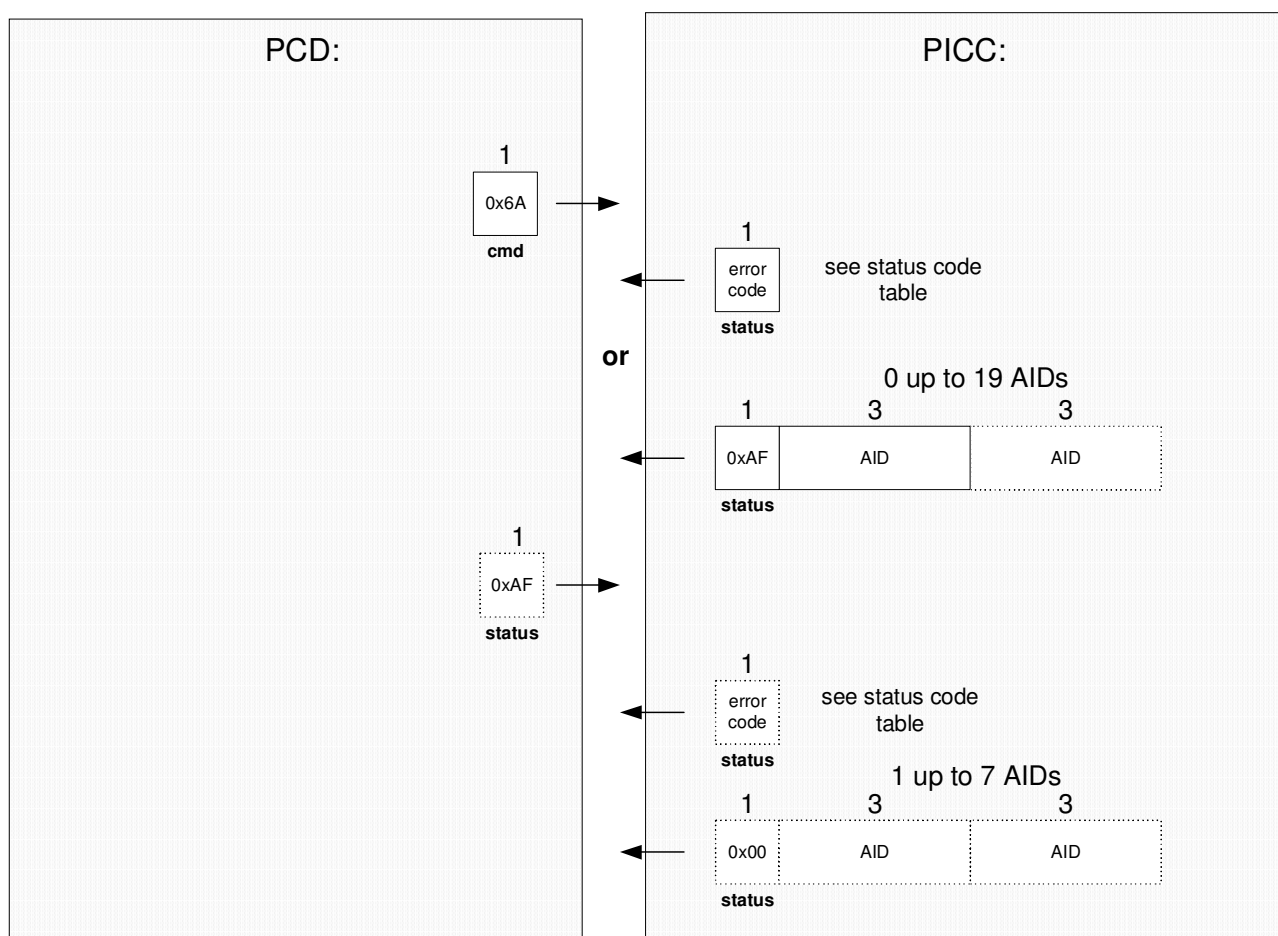 PCD:
PICC:
1
0x6A
cmd
1
error
code
see status code
table
status
or
0 up to 19 AIDs
1 3 3
0xAF AID AID
status
1
0xAF
status
1
error
code
see status code
table
status
1 up to 7 AIDs
1 3 3
0x00 AID AID
status